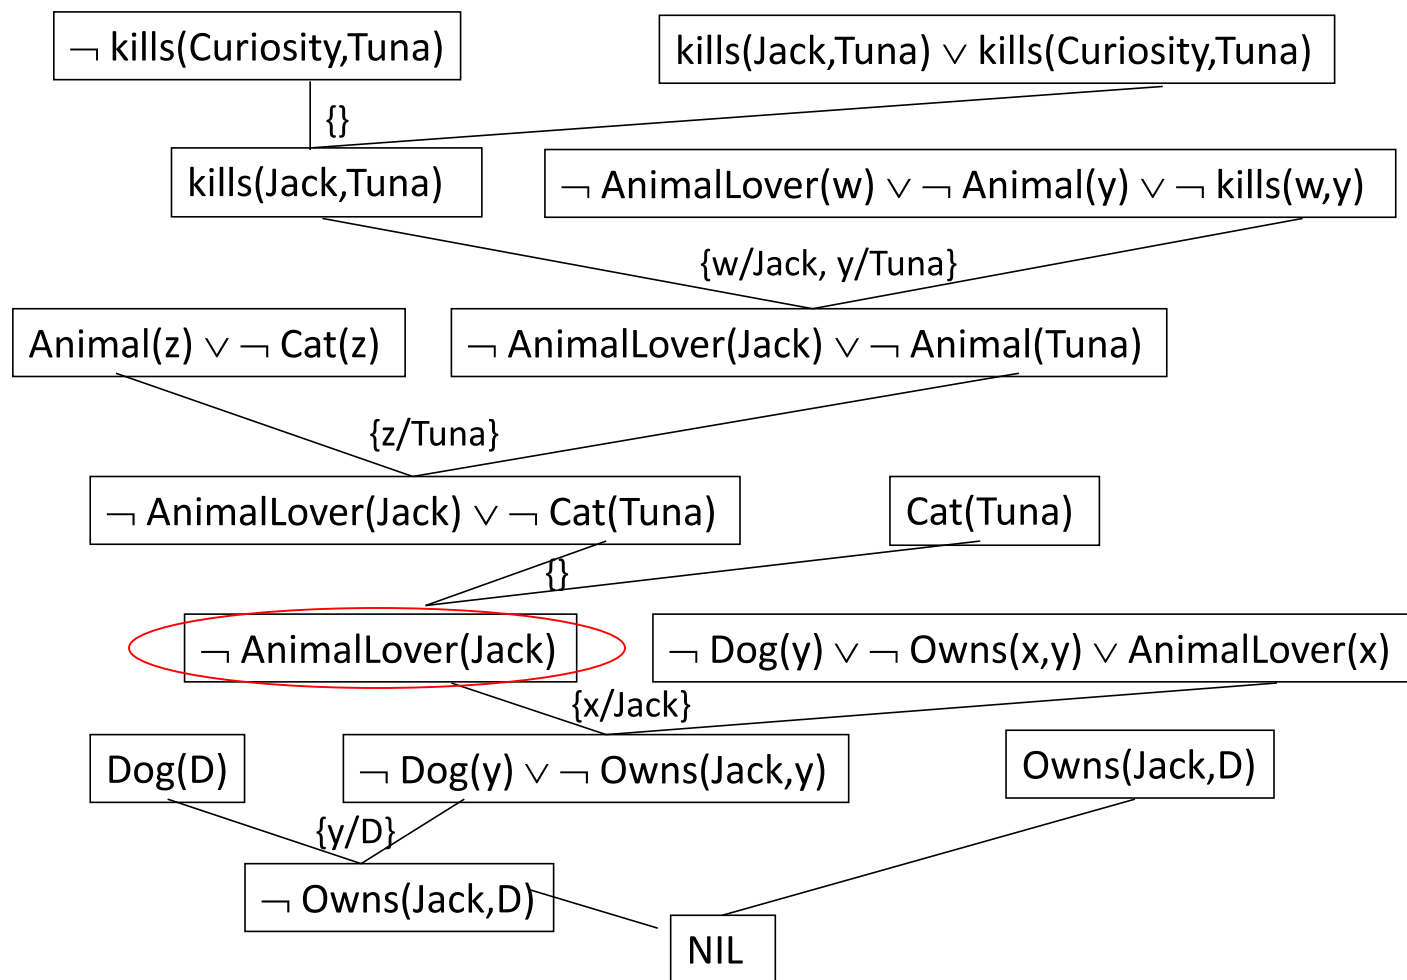 ¬ kills(Curiosity,Tuna)
kills(Jack,Tuna) ∨ kills(Curiosity,Tuna)
{}
kills(Jack,Tuna)
¬ AnimalLover(w) ∨ ¬ Animal(y) ∨ ¬ kills(w,y)
{w/Jack, y/Tuna}
Animal(z) ∨ ¬ Cat(z)
¬ AnimalLover(Jack) ∨ ¬ Animal(Tuna)
{z/Tuna}
¬ AnimalLover(Jack) ∨ ¬ Cat(Tuna)
Cat(Tuna)
{}
¬ AnimalLover(Jack)
¬ Dog(y) ∨ ¬ Owns(x,y) ∨ AnimalLover(x)
{x/Jack}
Dog(D)
¬ Dog(y) ∨ ¬ Owns(Jack,y)
Owns(Jack,D)
{y/D}
¬ Owns(Jack,D)
NIL